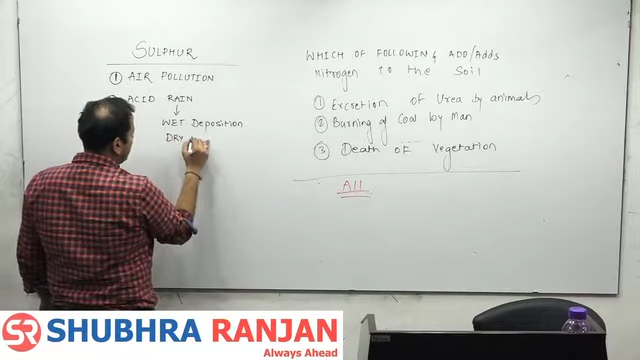 SULPHUR
① AIR POLLUTION
ACID RAIN
↓
WET Deposition
DRY
WHICH OF FOLLOWING ADD/Adds
Nitrogen To the Soil
① Excretion of Urea by animals
② Burning of Coal by Man
③ Death of Vegetation
All
SR SHUBHRA RANJAN
Always Ahead